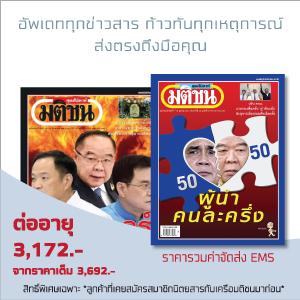 อัพเดททุกข่าวสาร ก้าวทันทุกเหตุการณ์
ส่งตรงถึงมือคุณ
มติชน
มติชน
50
50
ผู้นำ
คนละครึ่ง
ต่ออายุ
3,172.-
จากราคาเต็ม 3,692.-
ราคารวมค่าจัดส่ง EMS
สิทธิ์พิเศษเฉพาะ *ลูกค้าที่เคยสมัครสมาชิกนิตยสารกับเครือมติชนมาก่อน*